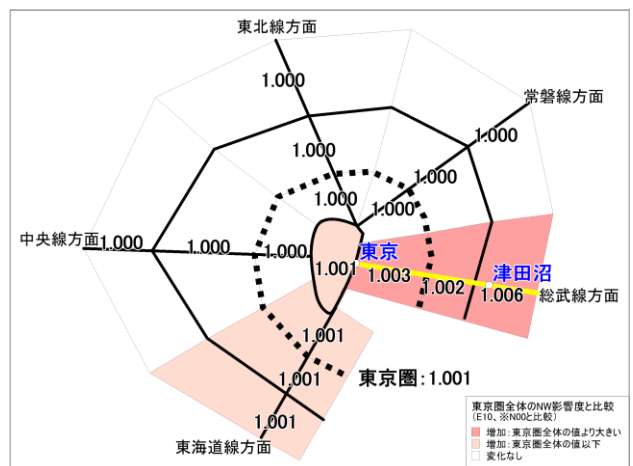 東北線方面
1.000
常磐線方面
1.000
1.000
1.000
1.000
1.000
中央線方面
1.000
1.000
1.000
東京
1.001
1.003
津田沼
1.002
1.006
総武線方面
1.001
1.001
東京圏：1.001
1.001
東海道線方面
東京圏全体のNW影響度と比較
（E10、※N00と比較）
増加：東京圏全体の値より大きい
増加：東京圏全体の値以下
変化なし